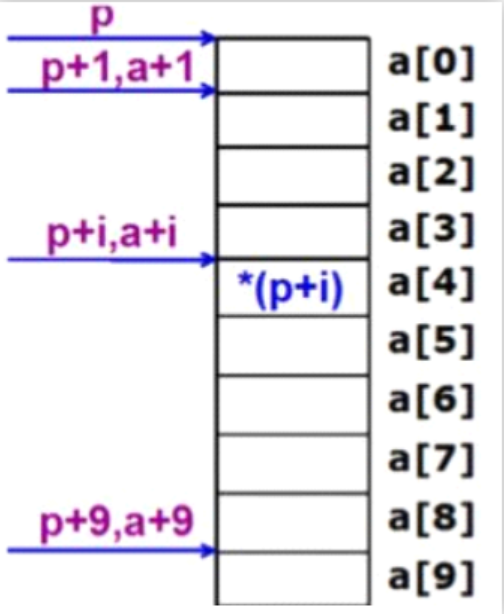 p
a[0]
p+1,a+1
a[1]
a[2]
a[3]
p+i,a+i
*(p+i)
a[4]
a[5]
a[6]
a[7]
a[8]
p+9,a+9
a[9]